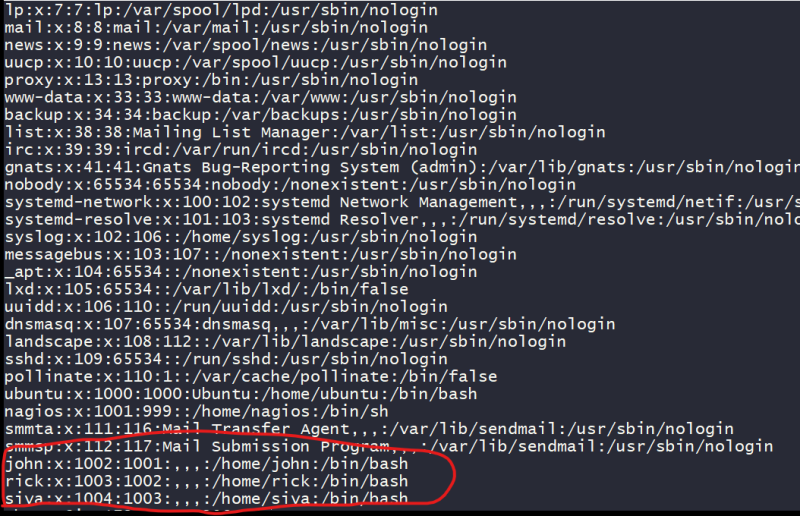 lp:x:7:7:lp:/var/spool/lpd:/usr/sbin/nologin
mail:x:8:8:mail:/var/mail:/usr/sbin/nologin
news:x:9:9:news:/var/spool/news:/usr/sbin/nologin
uucp:x:10:10:uucp:/var/spool/uucp:/usr/sbin/nologin
proxy:x:13:13:proxy:/bin:/usr/sbin/nologin
www-data:x:33:33:www-data:/var/www:/usr/sbin/nologin
backup:x:34:34:backup:/var/backups:/usr/sbin/nologin
list:x:38:38:Mailing List Manager:/var/list:/usr/sbin/nologin
irc:x:39:39:ircd:/var/run/ircd:/usr/sbin/nologin
gnats:x:41:41:Gnats Bug-Reporting System (admin):/var/lib/gnats:/usr/sbin/nologin
nobody:x:65534:65534:nobody:/nonexistent:/usr/sbin/nologin
systemd-network:x:100:102:systemd Network Management,,,:/run/systemd/netif:/usr/s
systemd-resolve:x:101:103:systemd Resolver,,,:/run/systemd/resolve:/usr/sbin/nolo
syslog:x:102:106::/home/syslog:/usr/sbin/nologin
messagebus:x:103:107::/nonexistent:/usr/sbin/nologin
_apt:x:104:65534::/nonexistent:/usr/sbin/nologin
lxd:x:105:65534::/var/lib/lxd/:/bin/false
uuidd:x:106:110::/run/uuidd:/usr/sbin/nologin
dnsmasq:x:107:65534:dnsmasq,,,:/var/lib/misc:/usr/sbin/nologin
landscape:x:108:112::/var/lib/landscape:/usr/sbin/nologin
sshd:x:109:65534::/run/sshd:/usr/sbin/nologin
pollinate:x:110:1::/var/cache/pollinate:/bin/false
ubuntu:x:1000:1000:Ubuntu:/home/ubuntu:/bin/bash
nagios:x:1001:999::/home/nagios:/bin/sh
smmta:x:111:116:Mail Transfer Agent,,,:/var/lib/sendmail:/usr/sbin/nologin
smmsp:x:112:117:Mail Submission Program,,,:/var/lib/sendmail:/usr/sbin/nologin
john:x:1002:1001:,,,:/home/john:/bin/bash
rick:x:1003:1002:,,,:/home/rick:/bin/bash
siva:x:1004:1003:,,,:/home/siva:/bin/bash